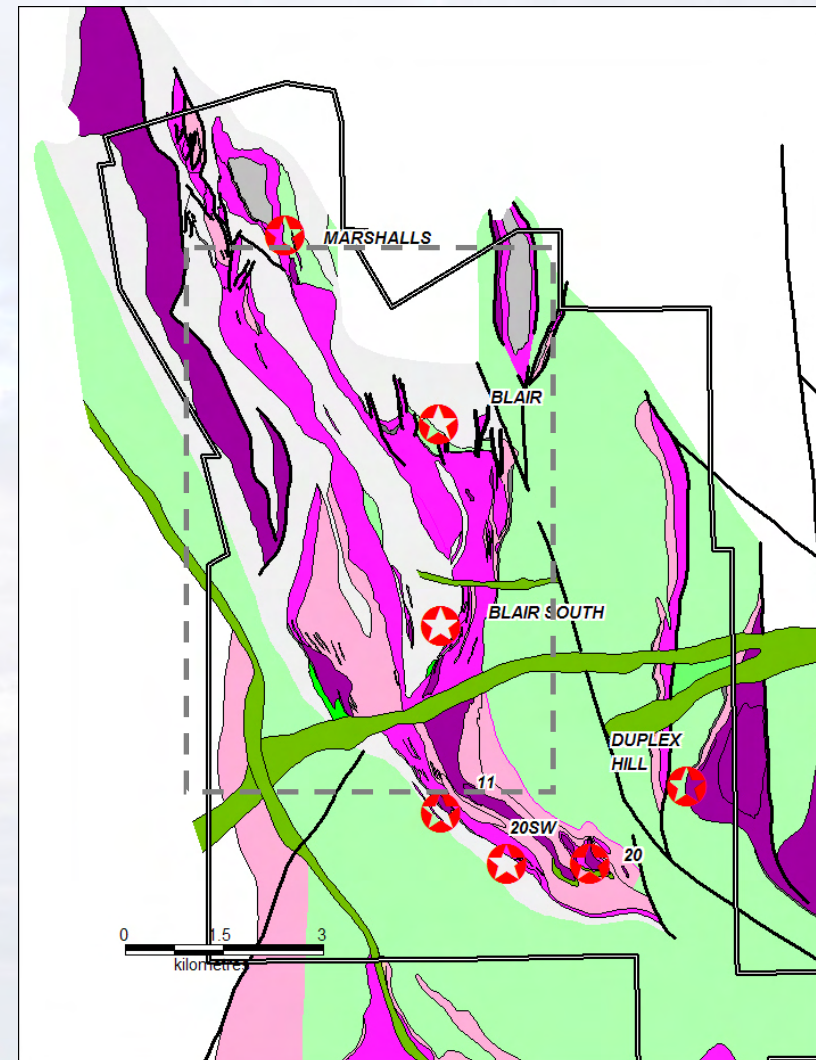 MARSHALLS
BLAIR
BLAIR SOUTH
DUPLEX
HILL
11
20SW
20
0 1.5 3
kilometres